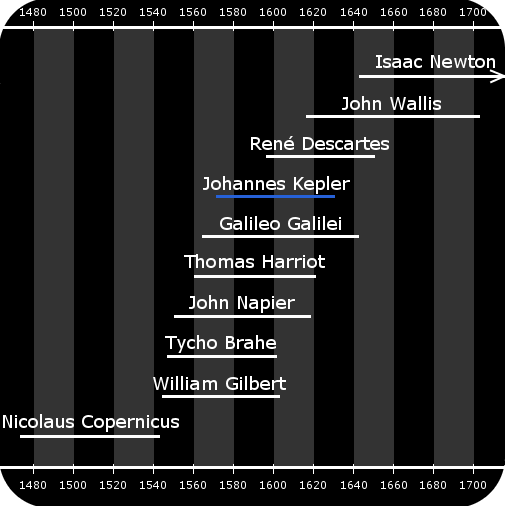 1480 1500 1520 1540 1560 1580 1600 1620 1640 1660 1680 1700
Isaac Newton
John Wallis
René Descartes
Johannes Kepler
Galileo Galilei
Thomas Harriot
John Napier
Tycho Brahe
William Gilbert
Nicolaus Copernicus
1480 1500 1520 1540 1560 1580 1600 1620 1640 1660 1680 1700